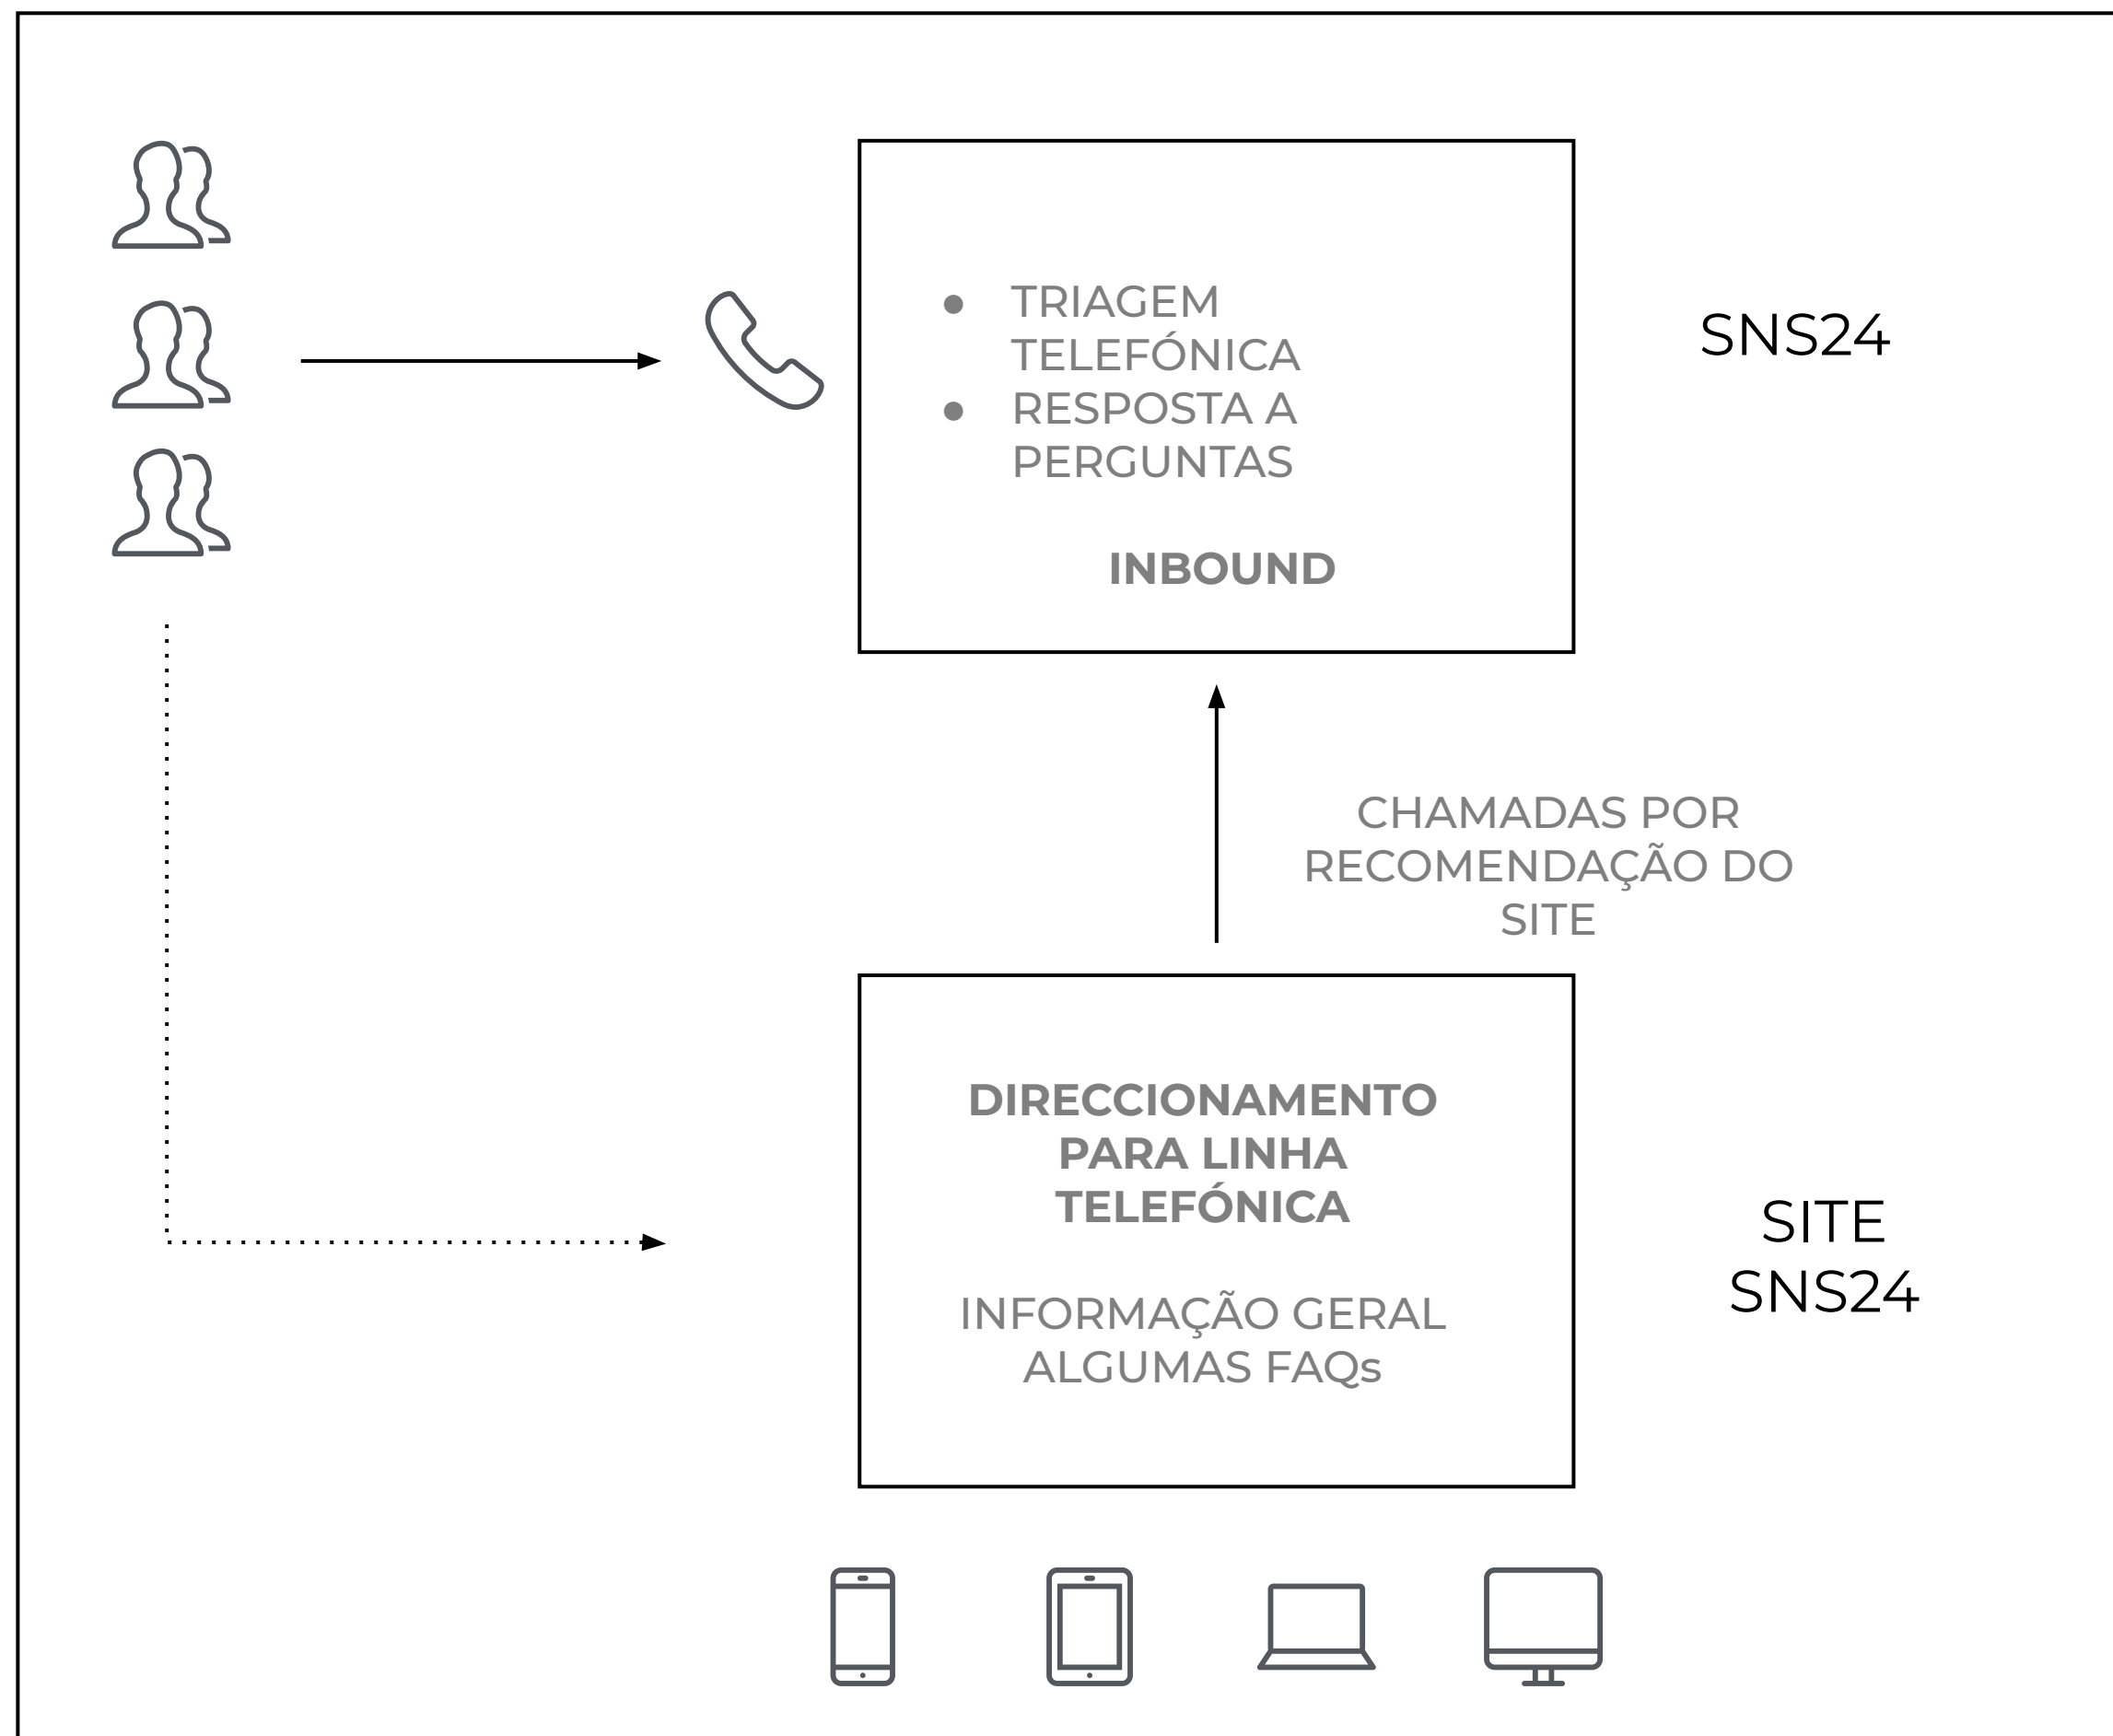 ● TRIAGEM
TELEFÓNICA
● RESPOSTA A
PERGUNTAS
INBOUND
SNS24
CHAMADAS POR
RECOMENDAÇÃO DO
SITE
DIRECCIONAMENTO
PARA LINHA
TELEFÓNICA
INFORMAÇÃO GERAL
ALGUMAS FAQs
SITE
SNS24